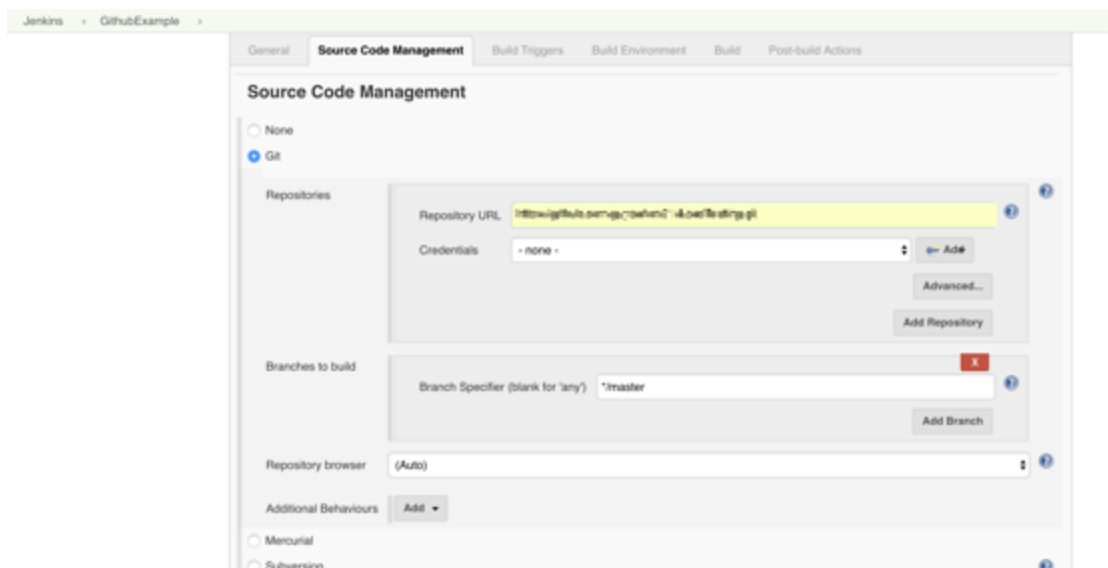 Jenkins › GithubExample ›
General Source Code Management Build Triggers Build Environment Build Post-build Actions
Source Code Management
None
Git
Repositories
Repository URL
Credentials - none - Add
Advanced...
Add Repository
Branches to build X
Branch Specifier (blank for 'any') */master
Add Branch
Repository browser (Auto)
Additional Behaviours Add
Mercurial
Subversion